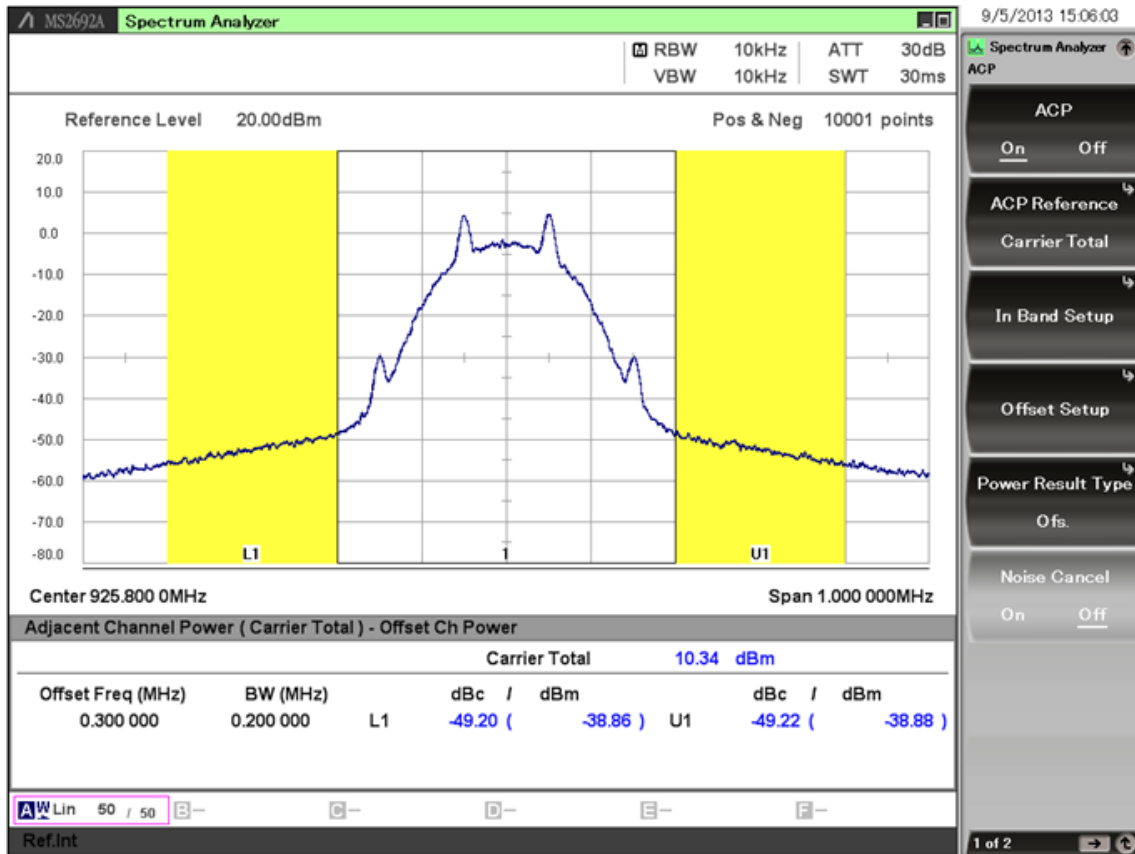 MS2692A Spectrum Analyzer
9/5/2013 15:06:03
A RBW 10kHz ATT 30dB
VBW 10kHz SWT 30ms
Reference Level 20.00dBm Pos & Neg 10001 points
20.0
10.0
0.0
-10.0
-20.0
-30.0
-40.0
-50.0
-60.0
-70.0
-80.0
L1 1 U1
Center 925.800 0MHz Span 1.000 000MHz
Adjacent Channel Power ( Carrier Total ) - Offset Ch Power
Carrier Total 10.34 dBm
Offset Freq (MHz) BW (MHz) dBc / dBm dBc / dBm
0.300 000 0.200 000 L1 -49.20 ( -38.86 ) U1 -49.22 ( -38.88 )
A W Lin 50 / 50 B- C- D- E- F-
Ref.Int
Spectrum Analyzer
ACP
ACP
On Off
ACP Reference
Carrier Total
In Band Setup
Offset Setup
Power Result Type
Ofs.
Noise Cancel
On Off
1 of 2